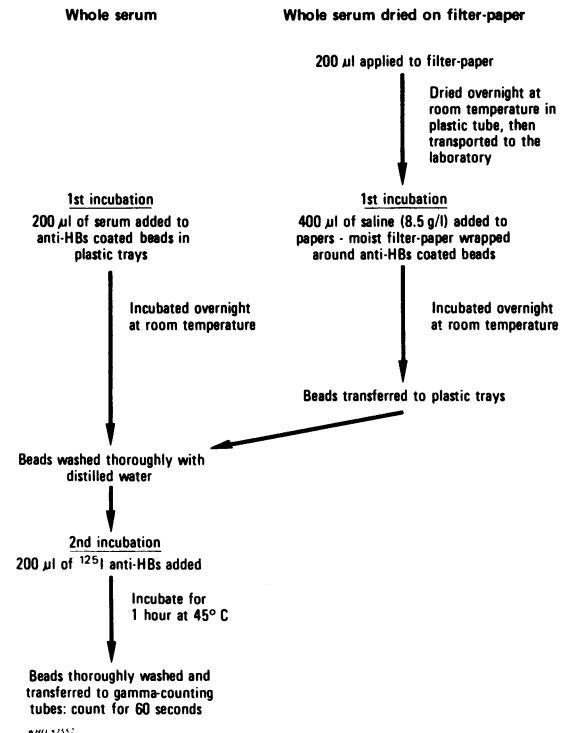 Whole serum
Whole serum dried on filter-paper
200 µl applied to filter-paper
Dried overnight at
room temperature in
plastic tube, then
transported to the
laboratory
1st incubation
200 µl of serum added to
anti-HBs coated beads in
plastic trays
1st incubation
400 µl of saline (8.5 g/l) added to
papers - moist filter-paper wrapped
around anti-HBs coated beads
Incubated overnight
at room temperature
Incubated overnight
at room temperature
Beads transferred to plastic trays
Beads washed thoroughly with
distilled water
2nd incubation
200 µl of ¹²⁵I anti-HBs added
Incubate for
1 hour at 45° C
Beads thoroughly washed and
transferred to gamma-counting
tubes: count for 60 seconds